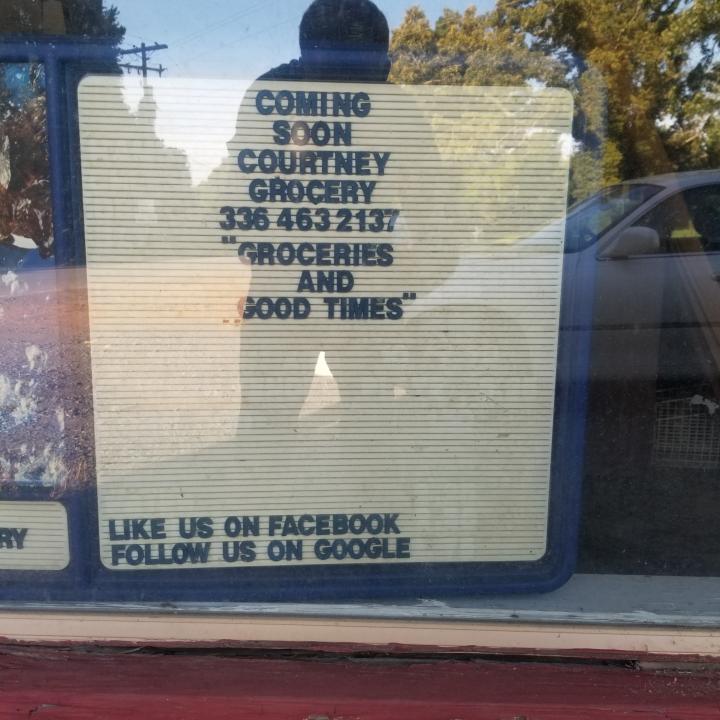 COMING
SOON
COURTNEY
GROCERY
336 463 2137
"GROCERIES
AND
"GOOD TIMES"
LIKE US ON FACEBOOK
FOLLOW US ON GOOGLE
RY